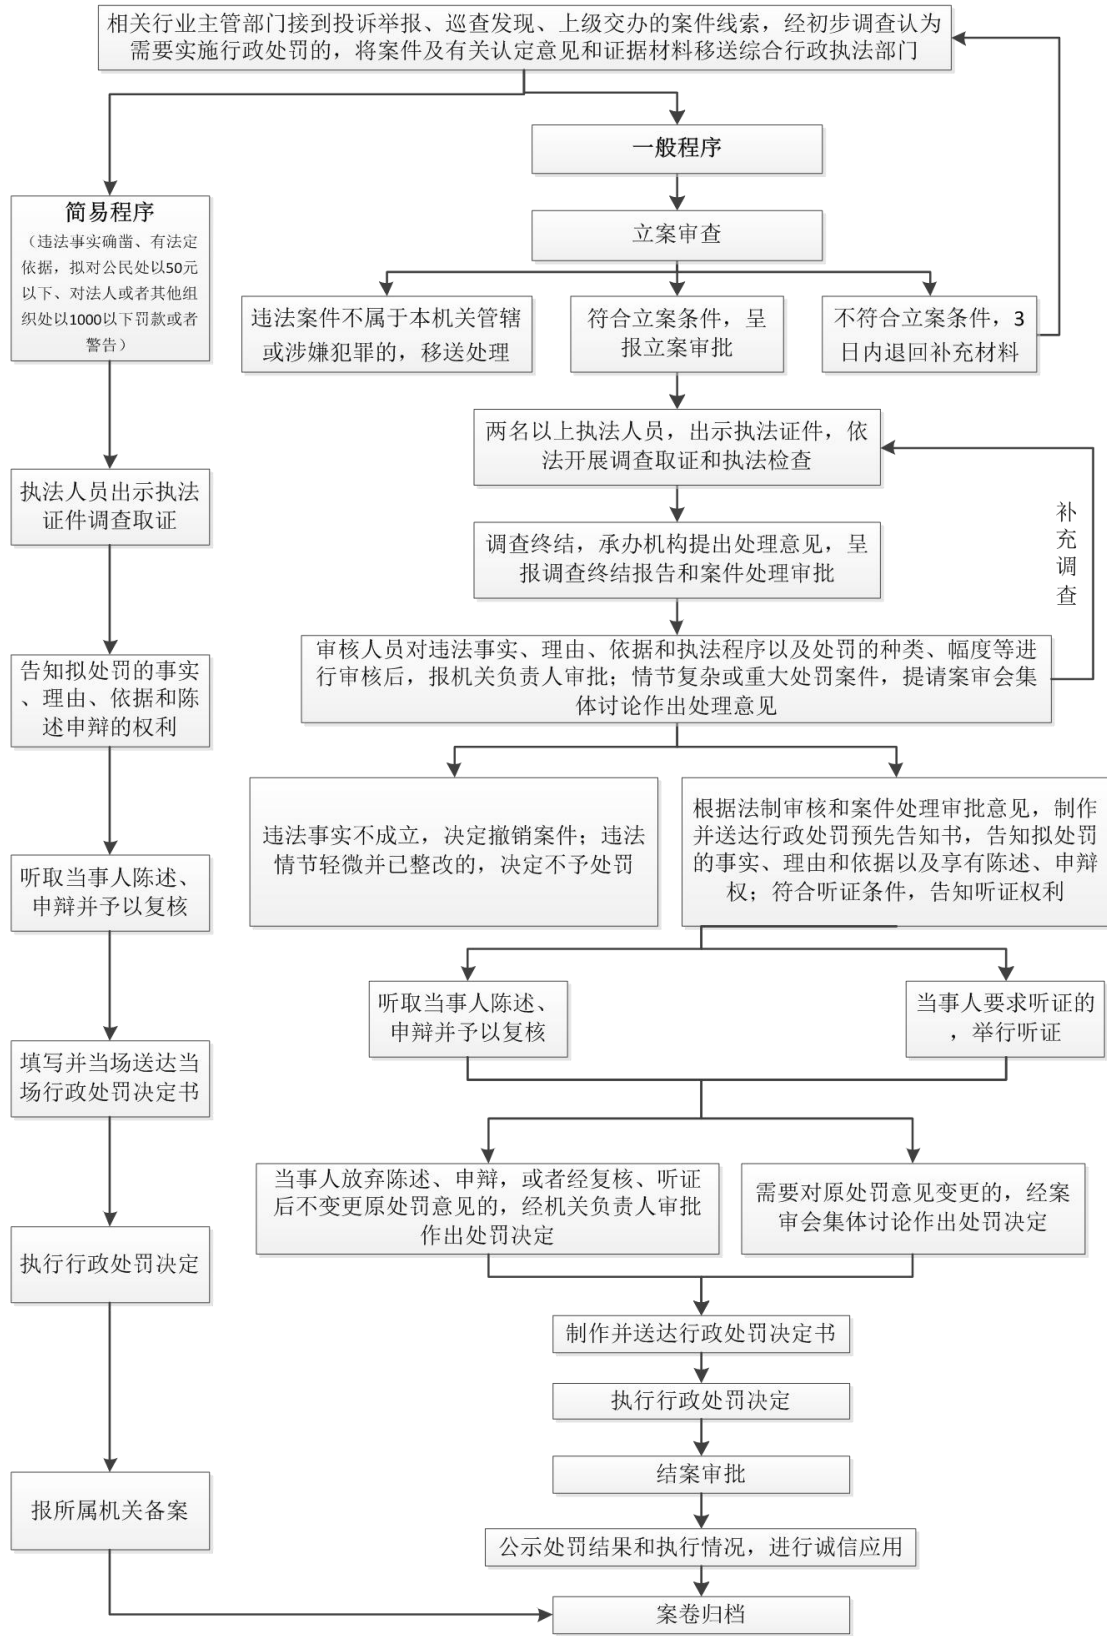 相关行业主管部门接到投诉举报、巡查发现、上级交办的案件线索，经初步调查认为
需要实施行政处罚的，将案件及有关认定意见和证据材料移送综合行政执法部门
一般程序
简易程序
（违法事实确凿、有法定
依据，拟对公民处以50元
以下、对法人或者其他组
织处以1000以下罚款或者
警告）
立案审查
违法案件不属于本机关管辖
或涉嫌犯罪的，移送处理
符合立案条件，呈
报立案审批
不符合立案条件，3
日内退回补充材料
两名以上执法人员，出示执法证件，依
法开展调查取证和执法检查
执法人员出示执法
证件调查取证
补
充
调
查
调查终结，承办机构提出处理意见，呈
报调查终结报告和案件处理审批
审核人员对违法事实、理由、依据和执法程序以及处罚的种类、幅度等进
行审核后，报机关负责人审批；情节复杂或重大处罚案件，提请案审会集
体讨论作出处理意见
告知拟处罚的事实
、理由、依据和陈
述申辩的权利
违法事实不成立，决定撤销案件；违法
情节轻微并已整改的，决定不予处罚
根据法制审核和案件处理审批意见，制作
并送达行政处罚预先告知书，告知拟处罚
的事实、理由和依据以及享有陈述、申辩
权；符合听证条件，告知听证权利
听取当事人陈述、
申辩并予以复核
听取当事人陈述、
申辩并予以复核
当事人要求听证的
，举行听证
填写并当场送达当
场行政处罚决定书
当事人放弃陈述、申辩，或者经复核、听证
后不变更原处罚意见的，经机关负责人审批
作出处罚决定
需要对原处罚意见变更的，经案
审会集体讨论作出处罚决定
执行行政处罚决定
制作并送达行政处罚决定书
执行行政处罚决定
结案审批
报所属机关备案
公示处罚结果和执行情况，进行诚信应用
案卷归档